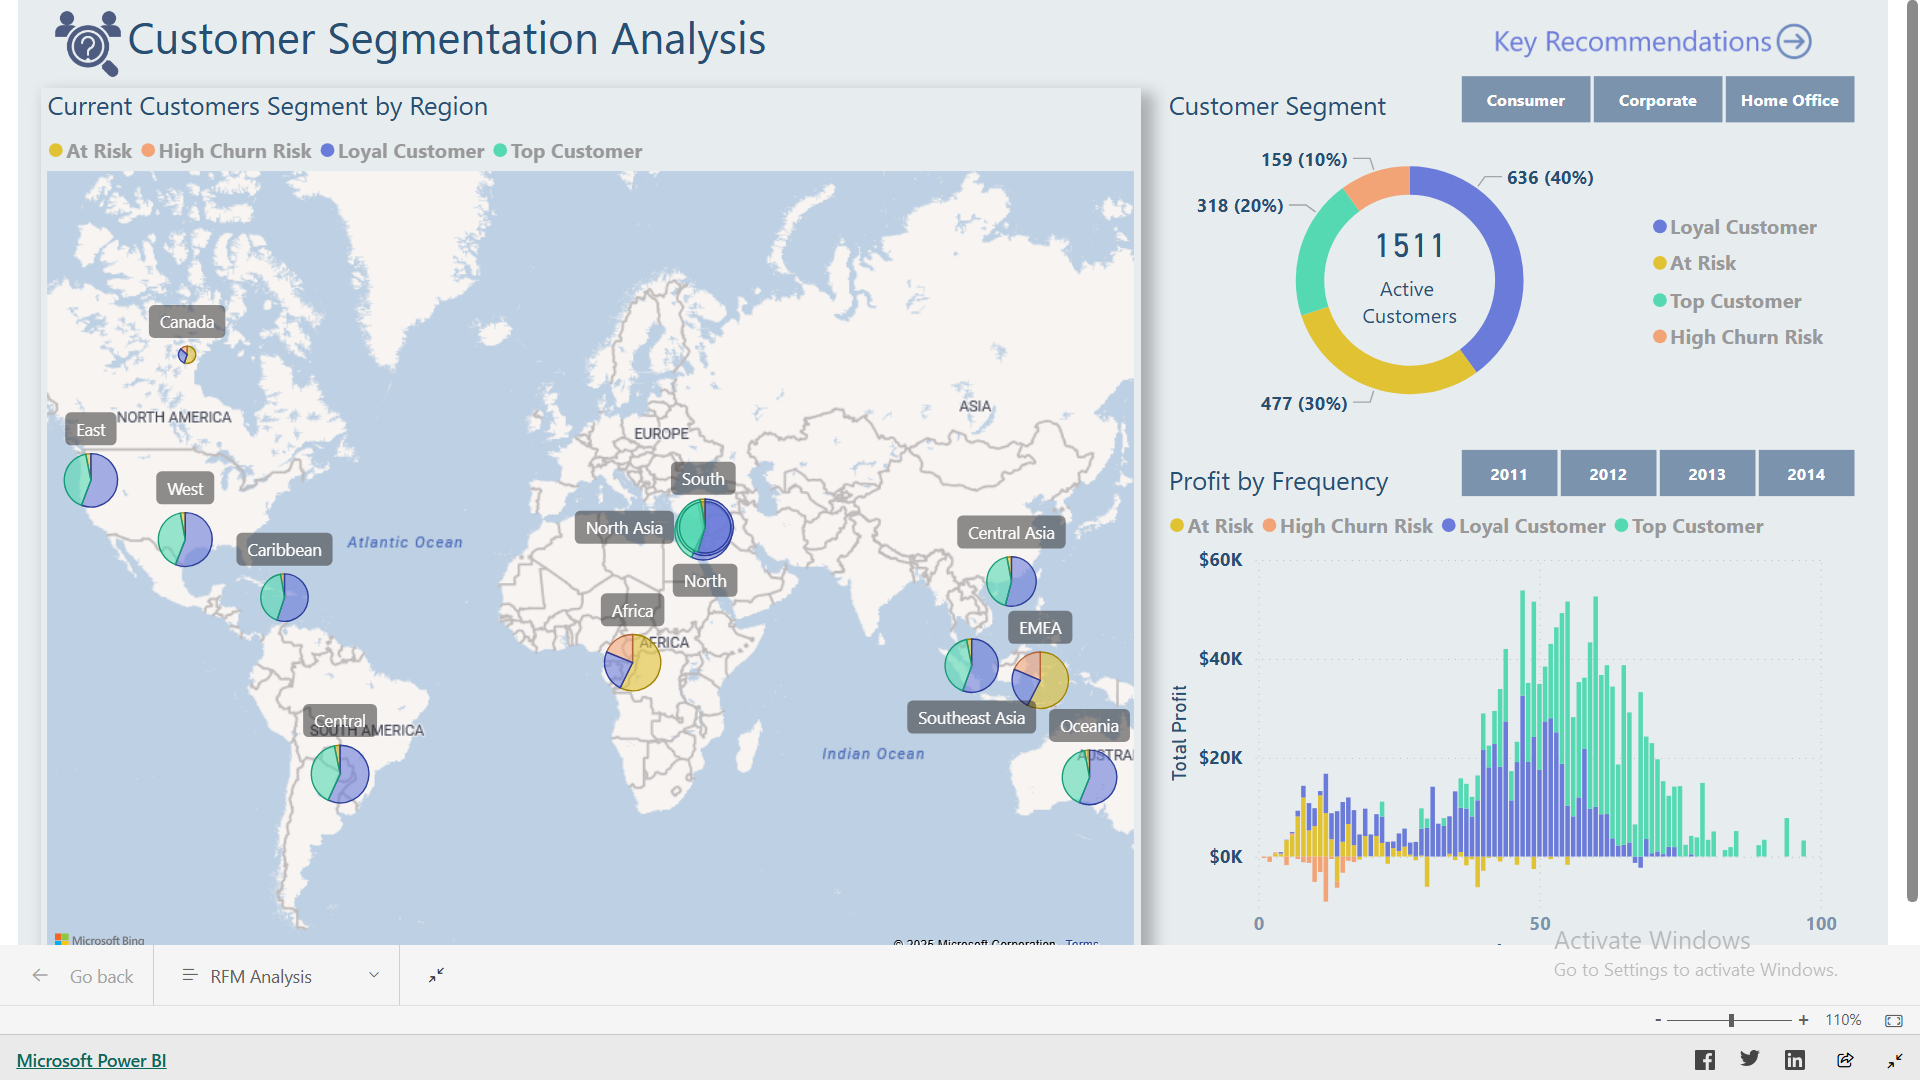 Customer Segmentation Analysis
Key Recommendations
Current Customers Segment by Region
At Risk High Churn Risk Loyal Customer Top Customer
Canada
NORTH AMERICA
East
West
Caribbean
Atlantic Ocean
Central
SOUTH AMERICA
EUROPE
ASIA
South
North Asia
North
Africa
AFRICA
Central Asia
EMEA
Southeast Asia
Oceania
Indian Ocean
AUSTRA
Microsoft Bing
© 2025 Microsoft Corporation Terms
Customer Segment
Consumer Corporate Home Office
159 (10%)
636 (40%)
318 (20%)
477 (30%)
1511
Active
Customers
Loyal Customer
At Risk
Top Customer
High Churn Risk
Profit by Frequency
2011 2012 2013 2014
At Risk High Churn Risk Loyal Customer Top Customer
Total Profit
$60K
$40K
$20K
$0K
0 50 100
Activate Windows
Go to Settings to activate Windows.
Go back
RFM Analysis
- + 110%
Microsoft Power BI